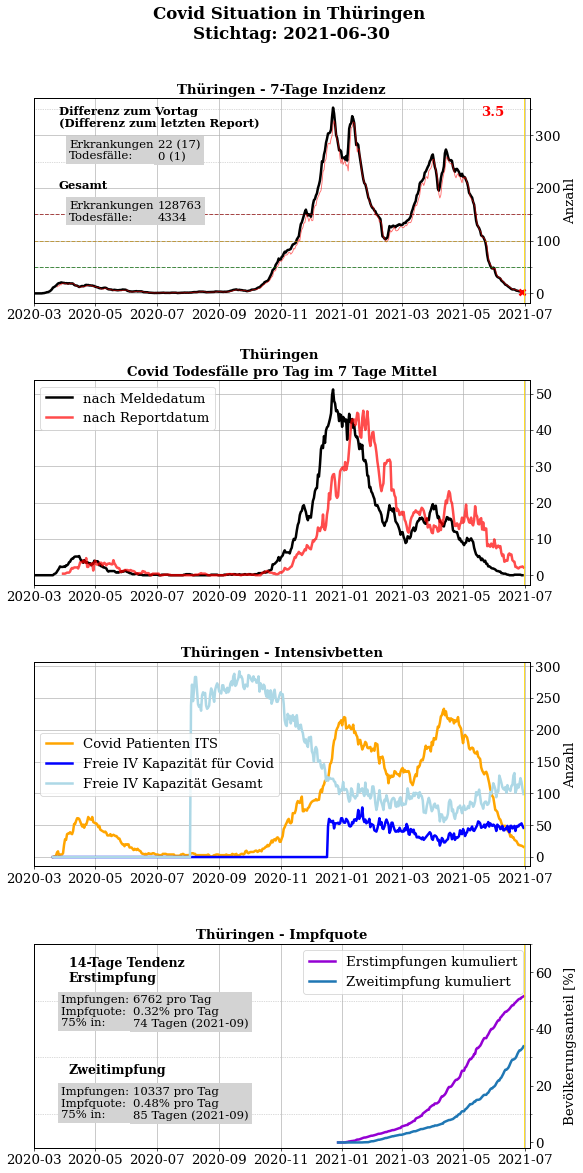 Covid Situation in Thüringen
Stichtag: 2021-06-30
Thüringen - 7-Tage Inzidenz
Differenz zum Vortag
(Differenz zum letzten Report)
Erkrankungen 22 (17)
Todesfälle: 0 (1)
Gesamt
Erkrankungen 128763
Todesfälle: 4334
3.5
300
200
100
0
Anzahl
2020-03 2020-05 2020-07 2020-09 2020-11 2021-01 2021-03 2021-05 2021-07
Thüringen
Covid Todesfälle pro Tag im 7 Tage Mittel
nach Meldedatum
nach Reportdatum
50
40
30
20
10
0
2020-03 2020-05 2020-07 2020-09 2020-11 2021-01 2021-03 2021-05 2021-07
Thüringen - Intensivbetten
Covid Patienten ITS
Freie IV Kapazität für Covid
Freie IV Kapazität Gesamt
300
250
200
150
100
50
0
Anzahl
2020-03 2020-05 2020-07 2020-09 2020-11 2021-01 2021-03 2021-05 2021-07
Thüringen - Impfquote
14-Tage Tendenz
Erstimpfung
Impfungen: 6762 pro Tag
Impfquote: 0.32% pro Tag
75% in: 74 Tagen (2021-09)
Zweitimpfung
Impfungen: 10337 pro Tag
Impfquote: 0.48% pro Tag
75% in: 85 Tagen (2021-09)
Erstimpfungen kumuliert
Zweitimpfung kumuliert
60
40
20
0
Bevölkerungsanteil [%]
2020-03 2020-05 2020-07 2020-09 2020-11 2021-01 2021-03 2021-05 2021-07